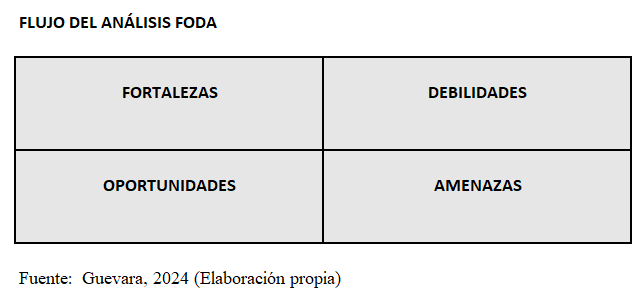 FLUJO DEL ANÁLISIS FODA
FORTALEZAS
DEBILIDADES
OPORTUNIDADES
AMENAZAS
Fuente:  Guevara, 2024 (Elaboración propia)